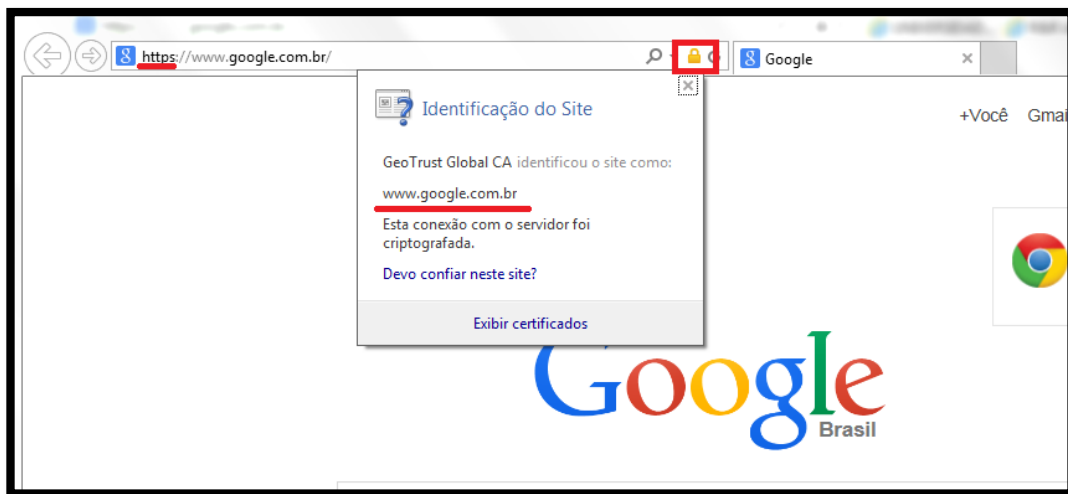 https://www.google.com.br/
Google
+Você Gmai
Identificação do Site
GeoTrust Global CA identificou o site como:
www.google.com.br
Esta conexão com o servidor foi
criptografada.
Devo confiar neste site?
Exibir certificados
Google
Brasil